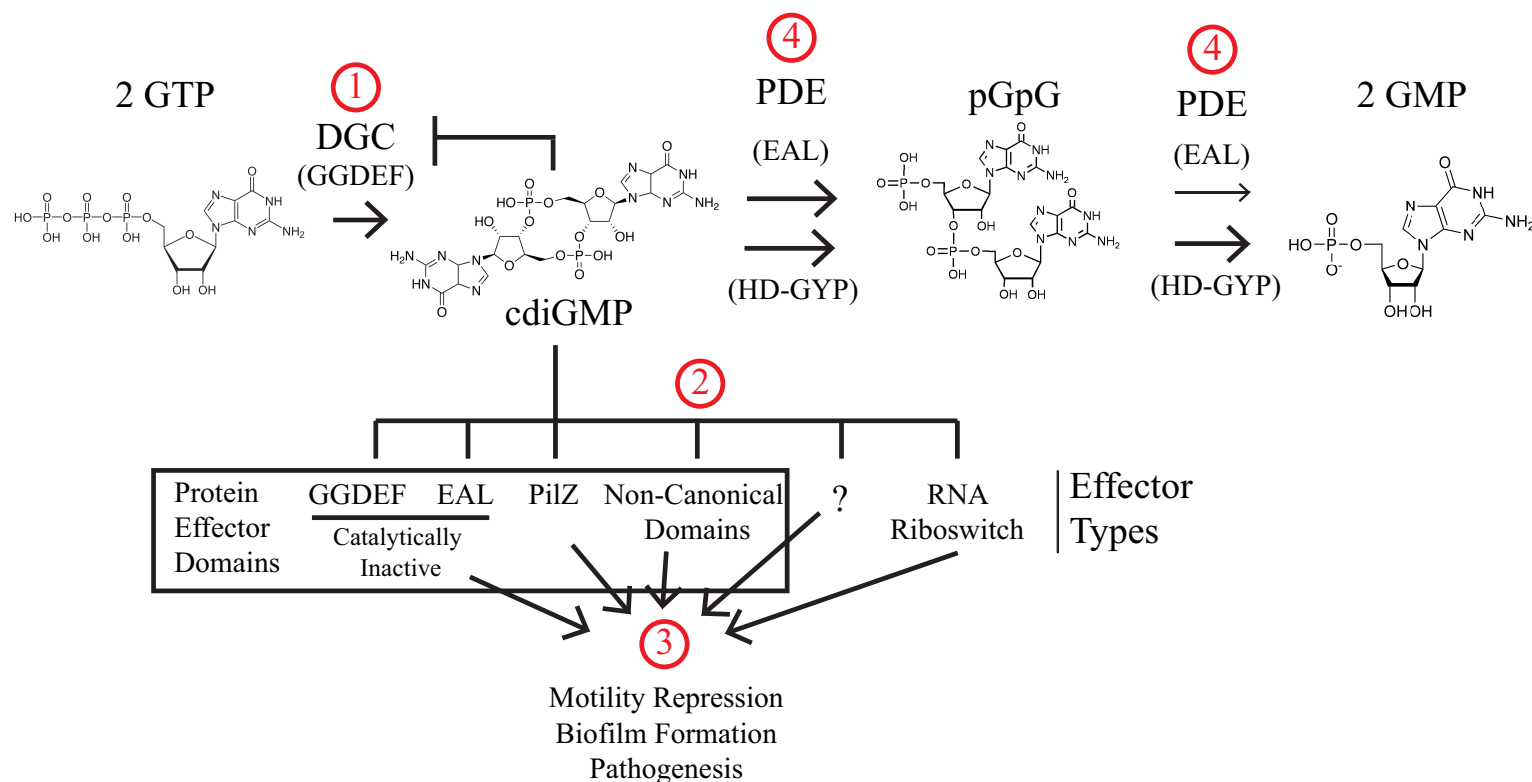 4
4
1
2 GTP
PDE
pGpG
PDE
2 GMP
DGC
(GGDEF)
(EAL)
(EAL)
(HD-GYP)
(HD-GYP)
cdiGMP
2
Protein
Effector
Domains
GGDEF
EAL
Catalytically
Inactive
PilZ
Non-Canonical
Domains
?
RNA
Riboswitch
Effector
Types
3
Motility Repression
Biofilm Formation
Pathogenesis